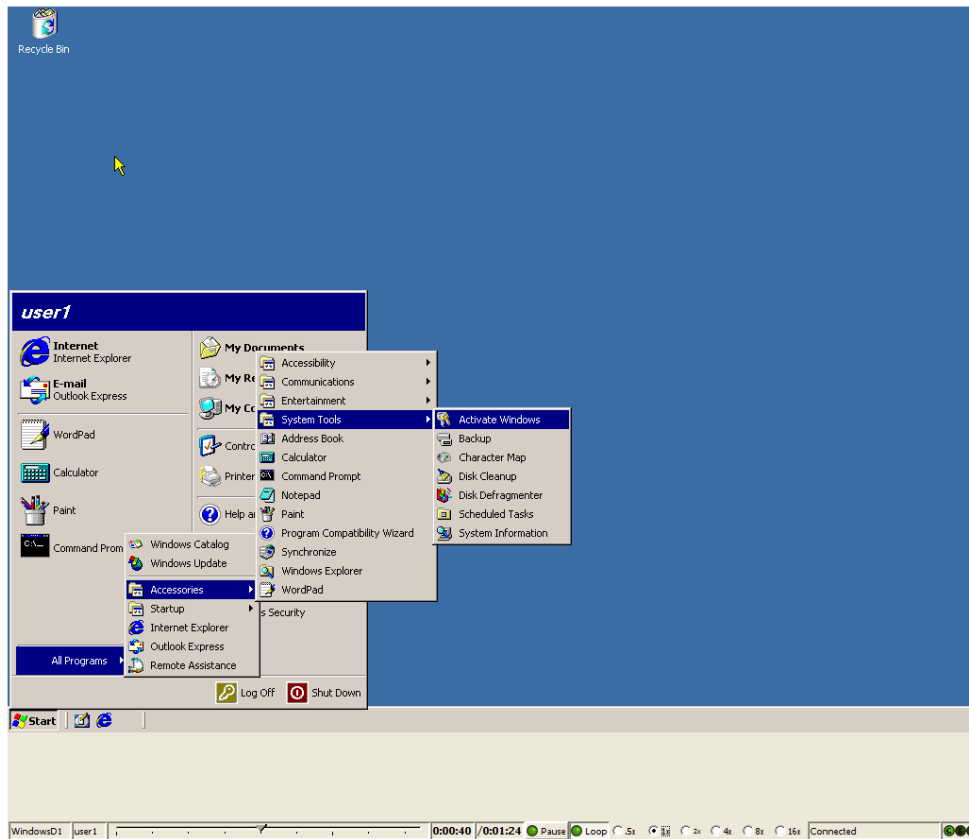 Recycle Bin
user1
Internet
Internet Explorer
E-mail
Outlook Express
WordPad
Calculator
Paint
Command Prom
All Programs
My Documents
My Re
My Co
Contro
Printer
Help a
s Security
Log Off
Shut Down
Windows Catalog
Windows Update
Accessories
Startup
Internet Explorer
Outlook Express
Remote Assistance
Accessibility
Communications
Entertainment
System Tools
Address Book
Calculator
Command Prompt
Notepad
Paint
Program Compatibility Wizard
Synchronize
Windows Explorer
WordPad
Activate Windows
Backup
Character Map
Disk Cleanup
Disk Defragmenter
Scheduled Tasks
System Information
Start
WindowsD1 user1 0:00:40 /0:01:24 Pause Loop .5x 1x 2x 4x 8x 16x Connected